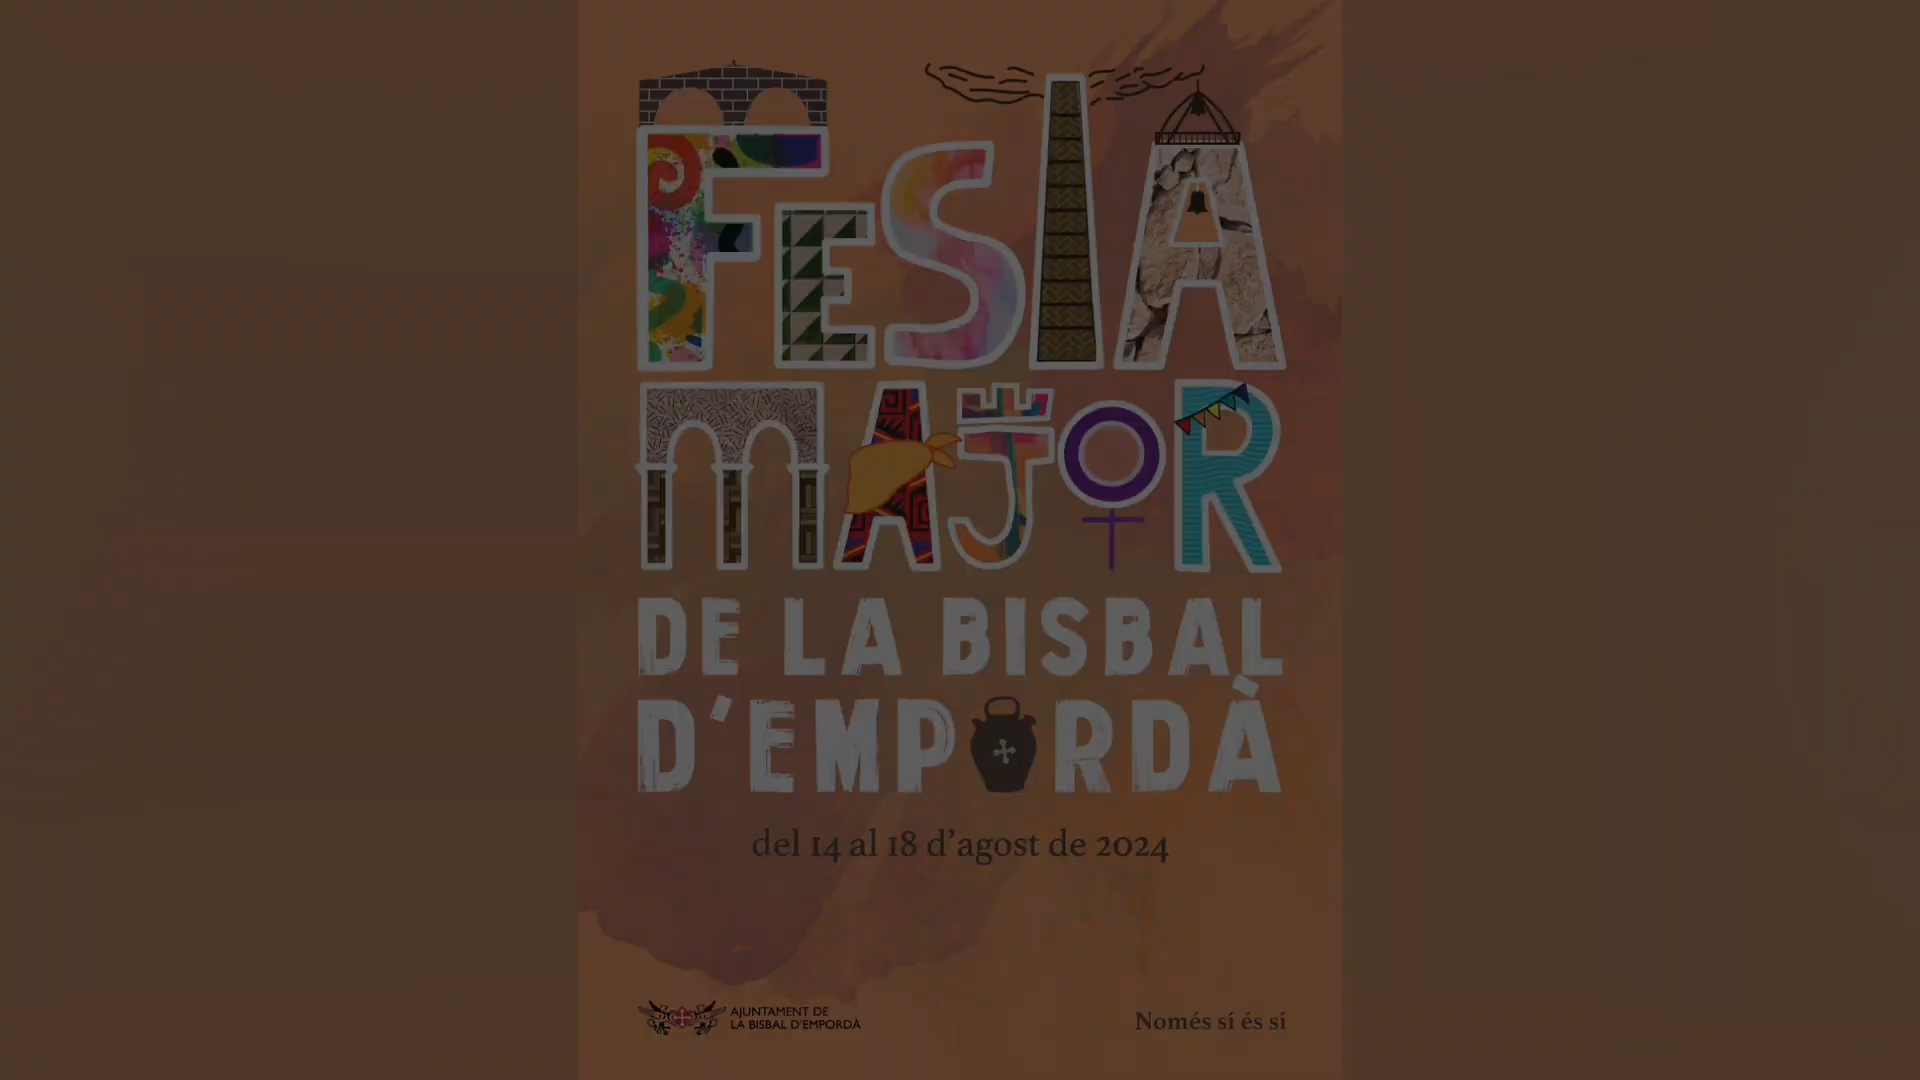 FESTA
MAJOR
DE LA BISBAL
D'EMPORDÀ
del 14 al 18 d'agost de 2024
AJUNTAMENT DE
LA BISBAL D'EMPORDÀ
Només sí és sí